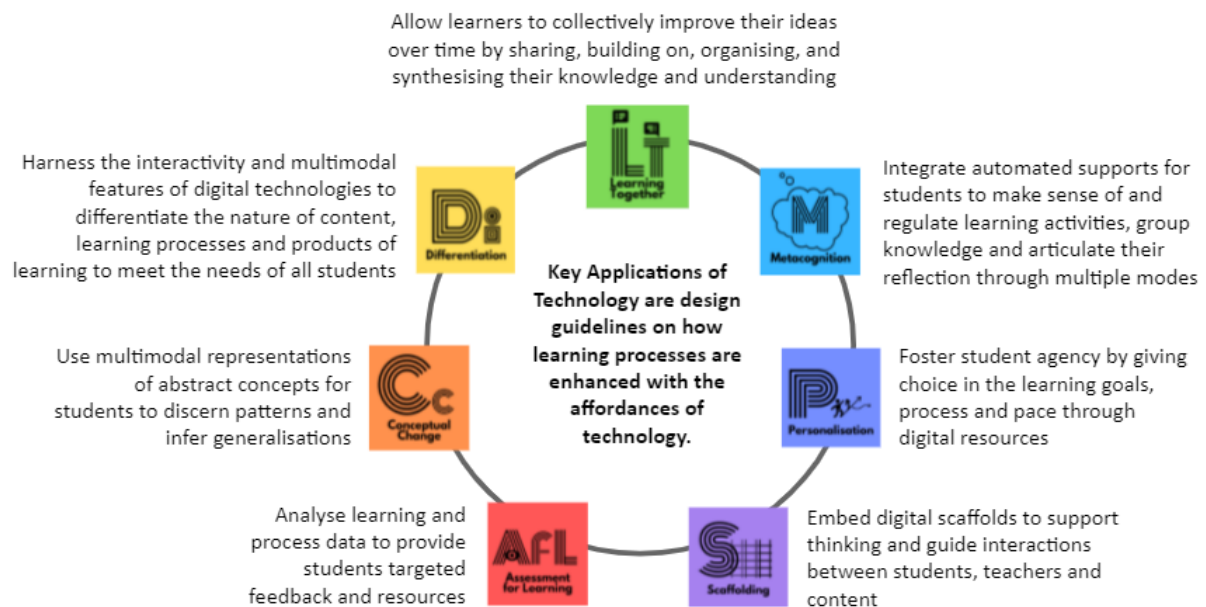 Allow learners to collectively improve their ideas
over time by sharing, building on, organising, and
synthesising their knowledge and understanding
LT
Learning
Together
Harness the interactivity and multimodal
features of digital technologies to
differentiate the nature of content,
learning processes and products of
learning to meet the needs of all students
Di
Differentiation
M
Metacognition
Integrate automated supports for
students to make sense of and
regulate learning activities, group
knowledge and articulate their
reflection through multiple modes
Key Applications of
Technology are design
guidelines on how
learning processes are
enhanced with the
affordances of
technology.
Use multimodal representations
of abstract concepts for
students to discern patterns and
infer generalisations
Cc
Conceptual
Change
P
Personalisation
Foster student agency by giving
choice in the learning goals,
process and pace through
digital resources
Analyse learning and
process data to provide
students targeted
feedback and resources
AfL
Assessment
for Learning
S
Scaffolding
Embed digital scaffolds to support
thinking and guide interactions
between students, teachers and
content